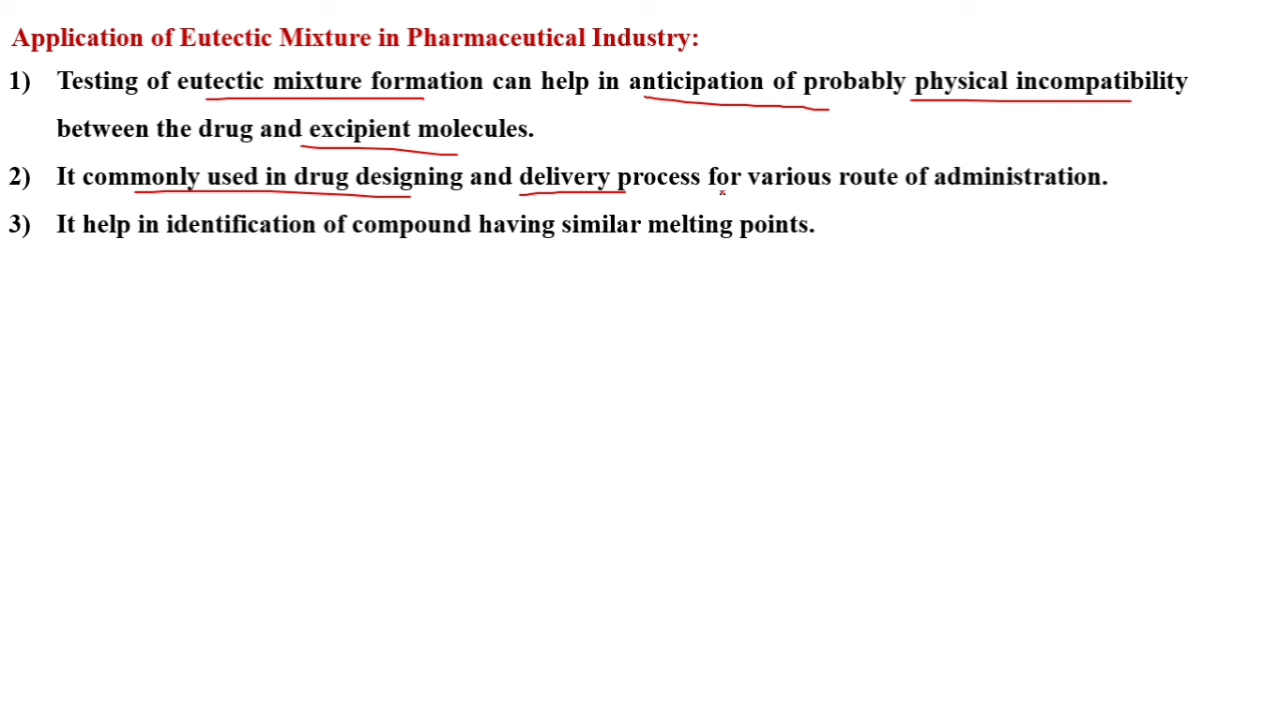 Application of Eutectic Mixture in Pharmaceutical Industry:
1) Testing of eutectic mixture formation can help in anticipation of probably physical incompatibility
between the drug and excipient molecules.
2) It commonly used in drug designing and delivery process for various route of administration.
3) It help in identification of compound having similar melting points.